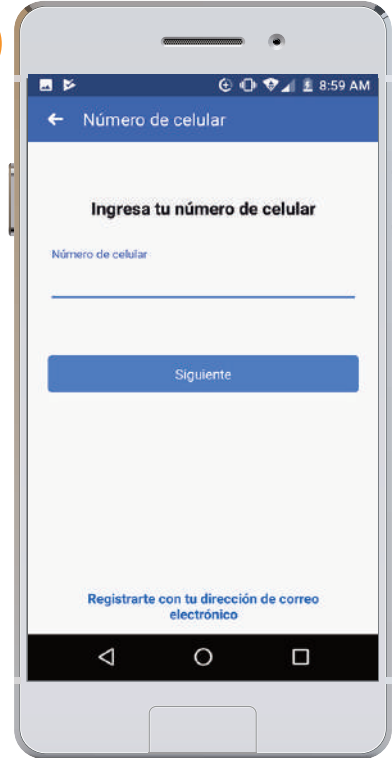 8:59 AM
Número de celular
Ingresa tu número de celular
Número de celular
Siguiente
Registrarte con tu dirección de correo
electrónico